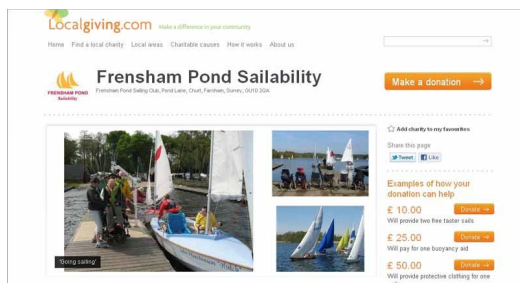 Localgiving.com Make a difference in your community
Home Find a local charity Local areas Charitable causes How it works About us
FRENSHAM POND
Sailability
Frensham Pond Sailability
Frensham Pond Sailing Club, Pond Lane, Churt, Farnham, Surrey, GU10 2QA
Make a donation →
'Going sailing'
Add charity to my favourites
Share this page
Tweet Like
Examples of how your
donation can help
£ 10.00 Donate →
Will provide two free taster sails
£ 25.00 Donate →
Will pay for one buoyancy aid
£ 50.00 Donate →
Will provide protective clothing for one